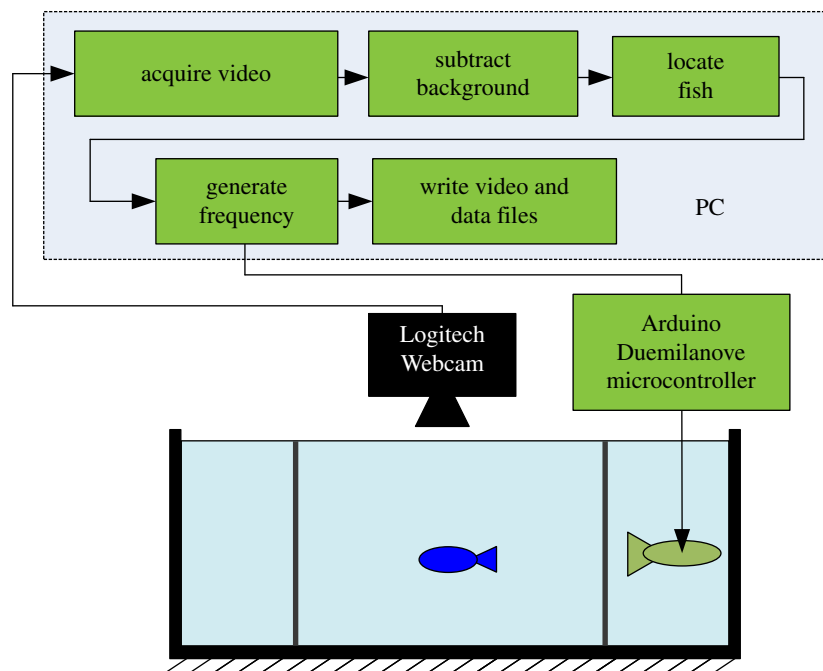 acquire video
subtract
background
locate
fish
generate
frequency
write video and
data files
PC
Logitech
Webcam
Arduino
Duemilanove
microcontroller